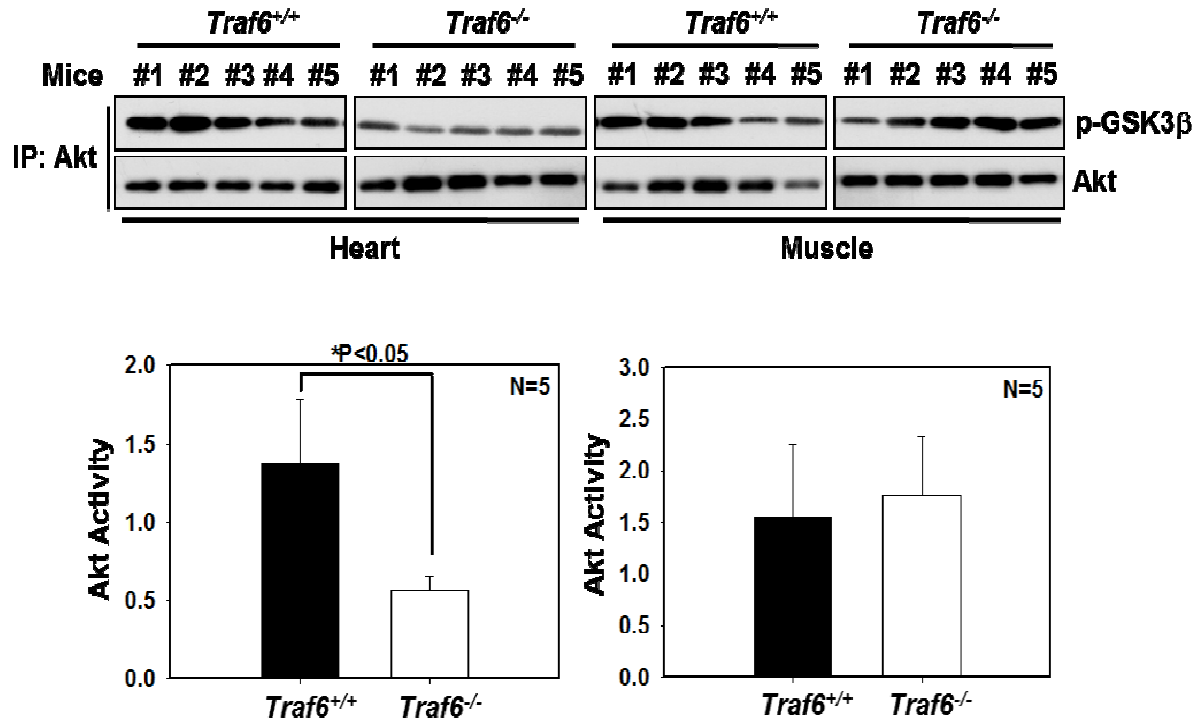 Traf6+/+ Traf6-/- Traf6+/+ Traf6-/-
Mice #1 #2 #3 #4 #5 #1 #2 #3 #4 #5 #1 #2 #3 #4 #5 #1 #2 #3 #4 #5
p-GSK3β
IP: Akt
Akt
Heart Muscle
*P<0.05
N=5
2.0
1.5
1.0
0.5
0.0
Akt Activity
Traf6+/+ Traf6-/-
N=5
3.0
2.5
2.0
1.5
1.0
0.5
0.0
Akt Activity
Traf6+/+ Traf6-/-